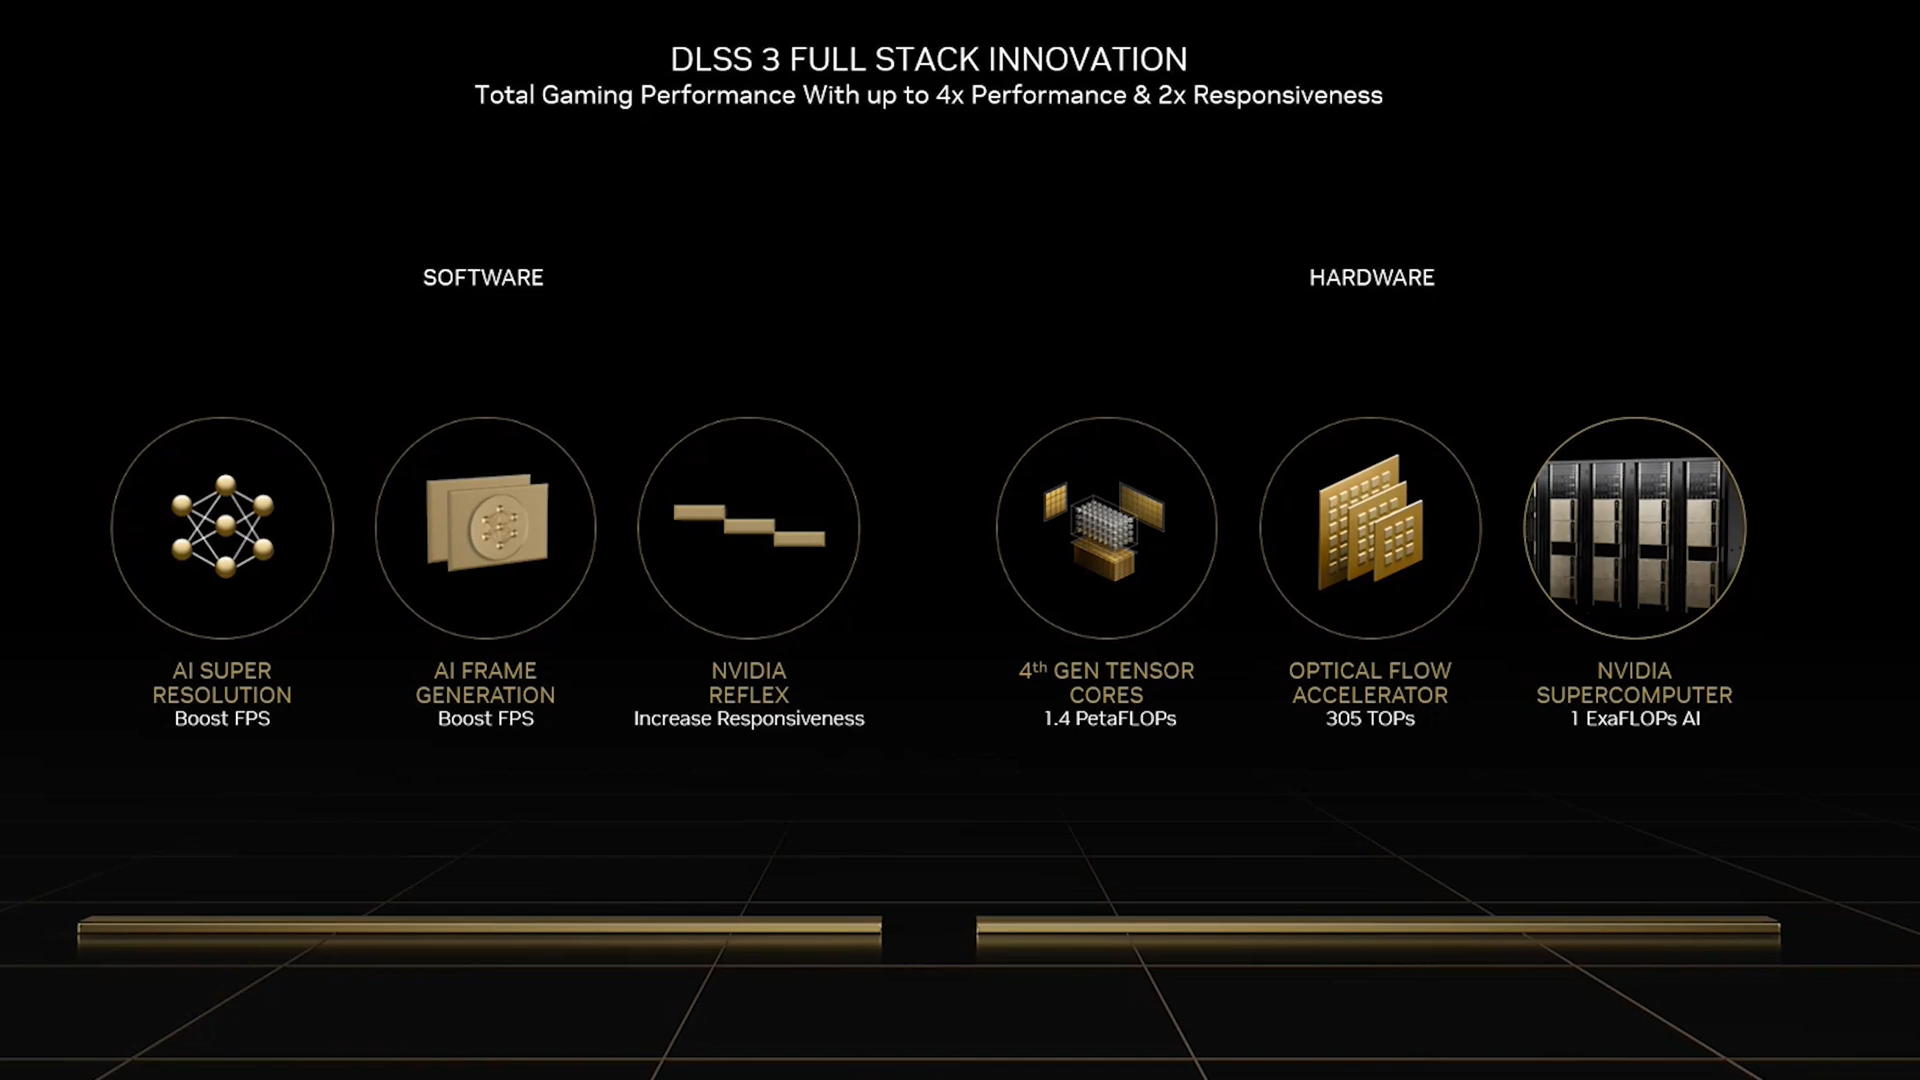 DLSS 3 FULL STACK INNOVATION
Total Gaming Performance With up to 4x Performance & 2x Responsiveness
SOFTWARE
AI SUPER
RESOLUTION
Boost FPS
AI FRAME
GENERATION
Boost FPS
NVIDIA
REFLEX
Increase Responsiveness
HARDWARE
4th GEN TENSOR
CORES
1.4 PetaFLOPs
OPTICAL FLOW
ACCELERATOR
305 TOPs
NVIDIA
SUPERCOMPUTER
1 ExaFLOPs AI